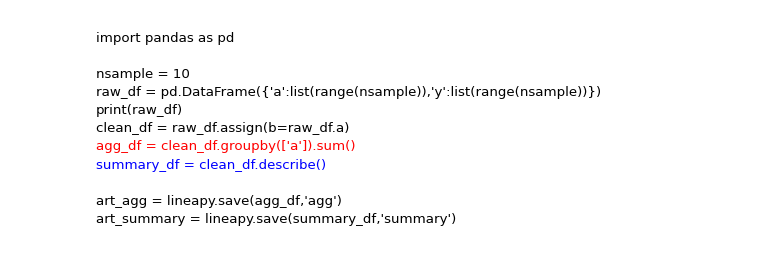 import pandas as pd
nsample = 10
raw_df = pd.DataFrame({'a':list(range(nsample)),'y':list(range(nsample))})
print(raw_df)
clean_df = raw_df.assign(b=raw_df.a)
agg_df = clean_df.groupby(['a']).sum()
summary_df = clean_df.describe()
art_agg = lineapy.save(agg_df,'agg')
art_summary = lineapy.save(summary_df,'summary')